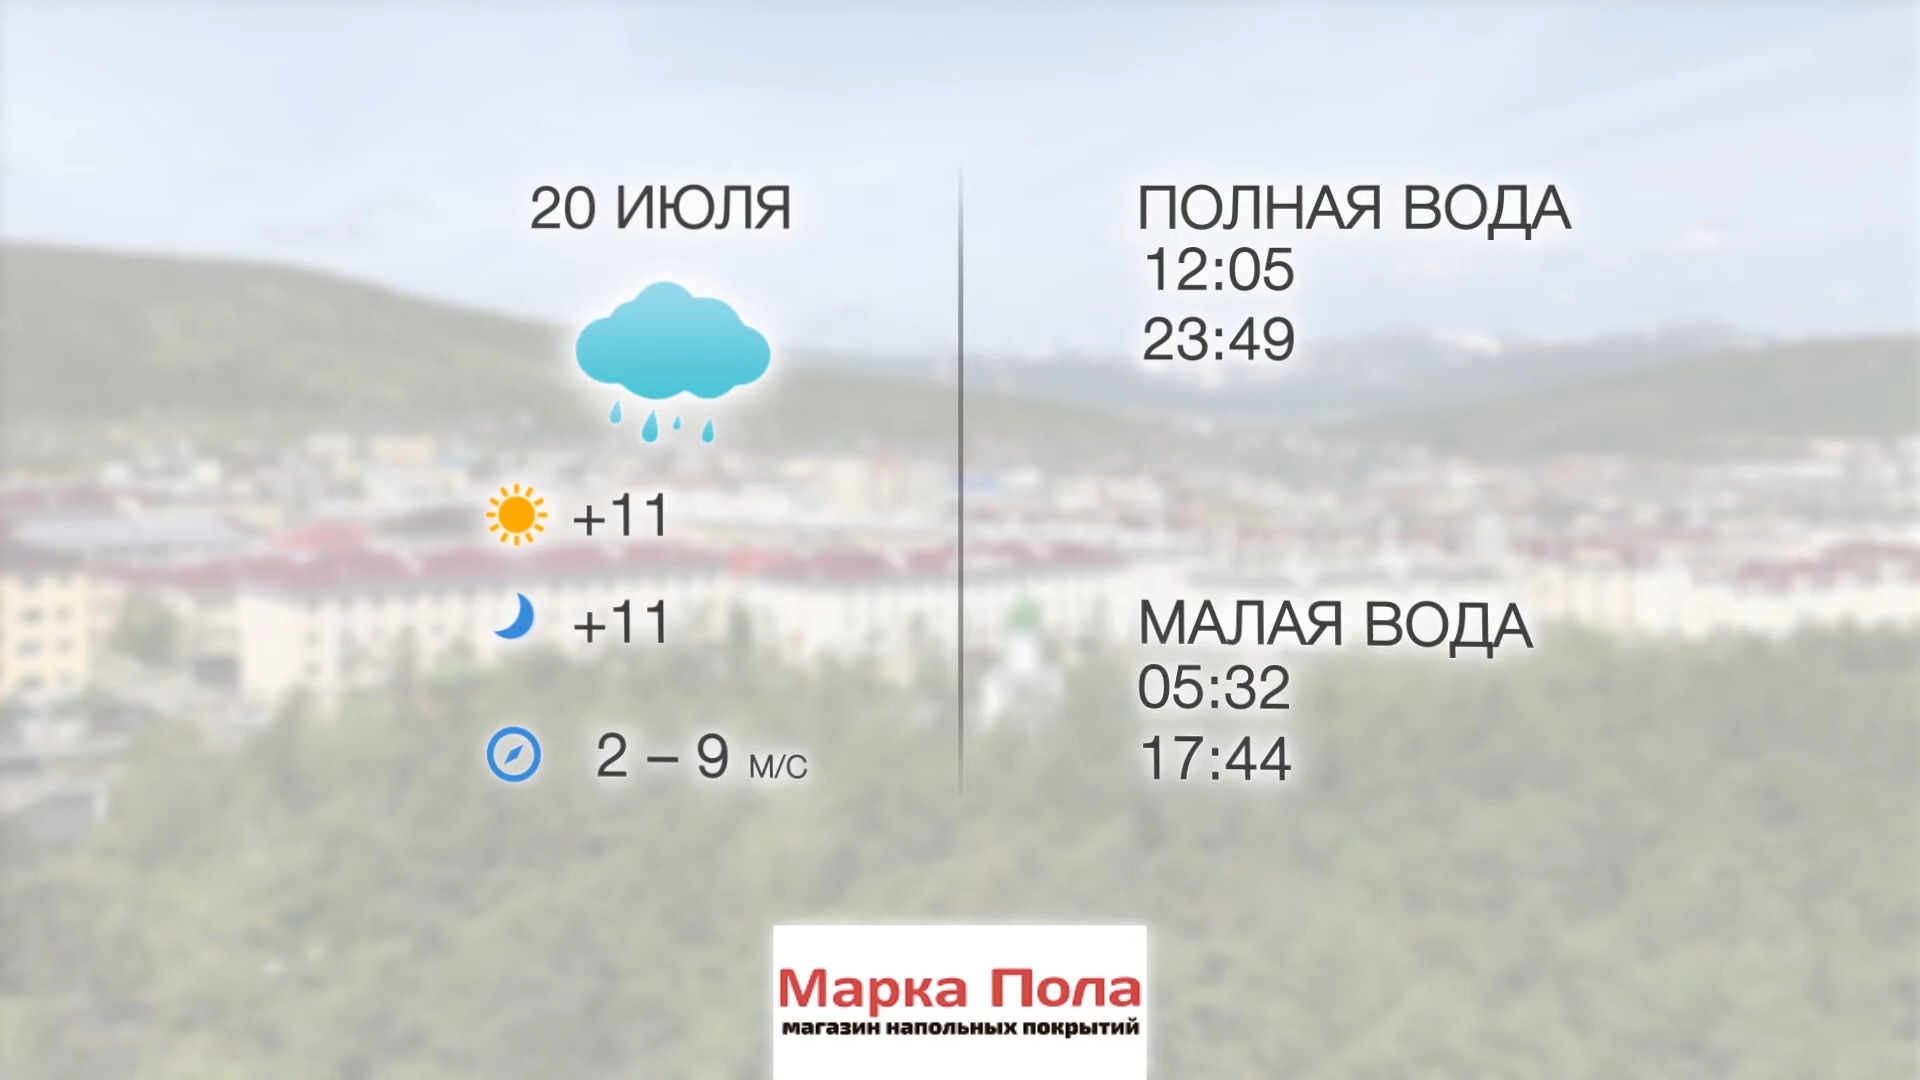 20 ИЮЛЯ
+11
+11
2 – 9 М/С
ПОЛНАЯ ВОДА
12:05
23:49
МАЛАЯ ВОДА
05:32
17:44
Марка Пола
магазин напольных покрытий